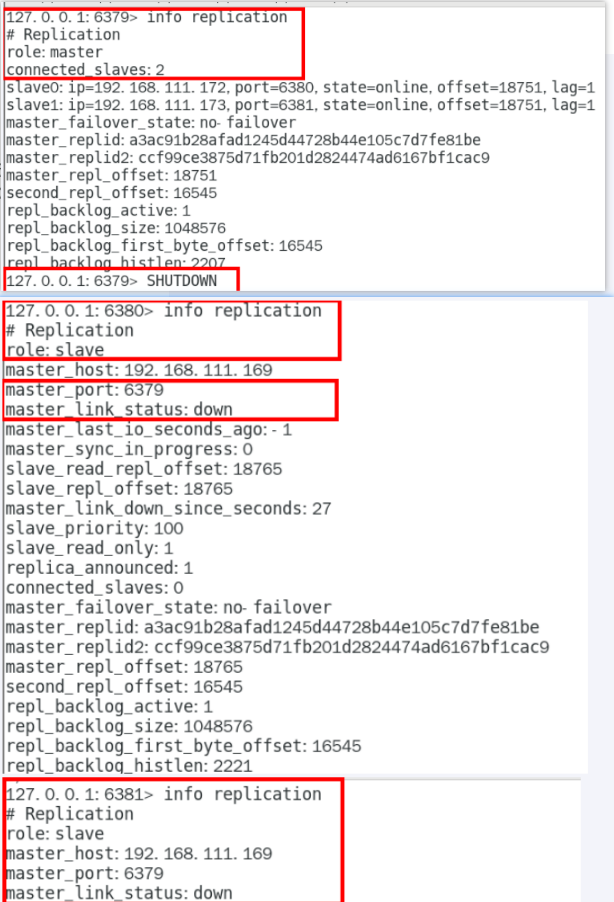 127.0.0.1:6379> info replication
# Replication
role:master
connected_slaves:2
slave0:ip=192.168.111.172,port=6380,state=online,offset=18751,lag=1
slave1:ip=192.168.111.173,port=6381,state=online,offset=18751,lag=1
master_failover_state:no-failover
master_replid:a3ac91b28afad1245d44728b44e105c7d7fe81be
master_replid2:ccf99ce3875d71fb201d2824474ad6167bf1cac9
master_repl_offset:18751
second_repl_offset:16545
repl_backlog_active:1
repl_backlog_size:1048576
repl_backlog_first_byte_offset:16545
repl_backlog_histlen:2207
127.0.0.1:6379> SHUTDOWN
127.0.0.1:6380> info replication
# Replication
role:slave
master_host:192.168.111.169
master_port:6379
master_link_status:down
master_last_io_seconds_ago:-1
master_sync_in_progress:0
slave_read_repl_offset:18765
slave_repl_offset:18765
master_link_down_since_seconds:27
slave_priority:100
slave_read_only:1
replica_announced:1
connected_slaves:0
master_failover_state:no-failover
master_replid:a3ac91b28afad1245d44728b44e105c7d7fe81be
master_replid2:ccf99ce3875d71fb201d2824474ad6167bf1cac9
master_repl_offset:18765
second_repl_offset:16545
repl_backlog_active:1
repl_backlog_size:1048576
repl_backlog_first_byte_offset:16545
repl_backlog_histlen:2221
127.0.0.1:6381> info replication
# Replication
role:slave
master_host:192.168.111.169
master_port:6379
master_link_status:down